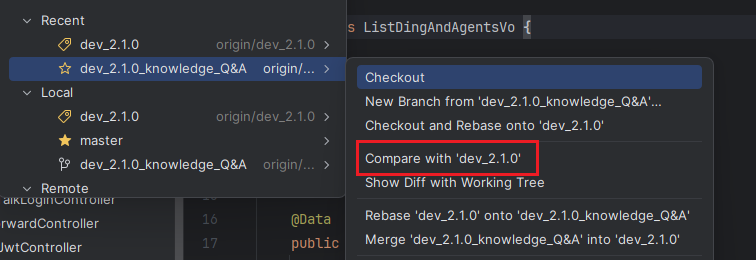 Recent
s ListDingAndAgentsVo {
dev_2.1.0 origin/dev_2.1.0
dev_2.1.0_knowledge_Q&A origin/...
Checkout
Local
New Branch from 'dev_2.1.0_knowledge_Q&A'...
dev_2.1.0 origin/dev_2.1.0
Checkout and Rebase onto 'dev_2.1.0'
master
Compare with 'dev_2.1.0'
dev_2.1.0_knowledge_Q&A origin/...
Show Diff with Working Tree
Remote
alkLoginController
16
@Data
Rebase 'dev_2.1.0' onto 'dev_2.1.0_knowledge_Q&A'
orwardController
17
public
Merge 'dev_2.1.0_knowledge_Q&A' into 'dev_2.1.0'
JwtController